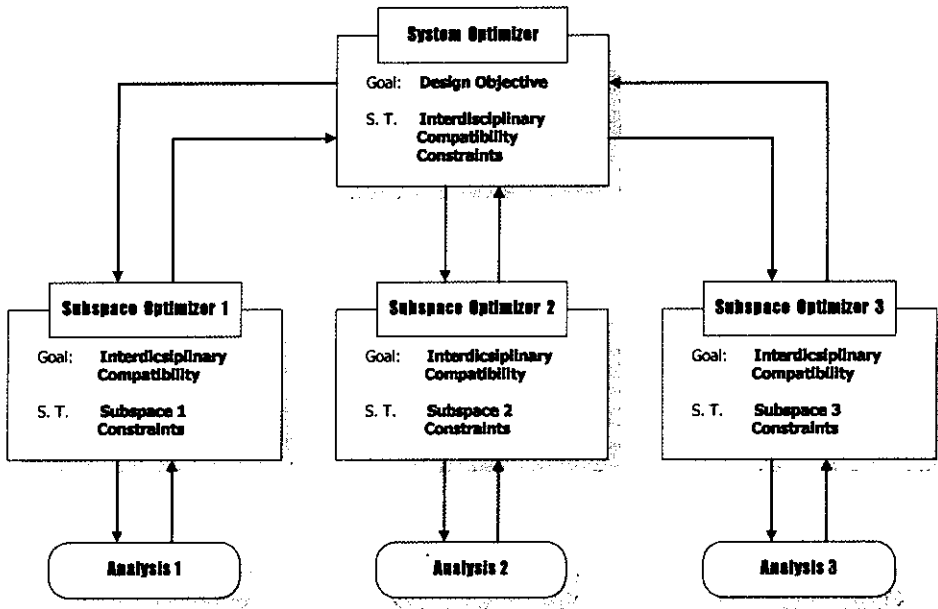 System Optimizer
Goal: Design Objective
S. T. Interdisciplinary
Compatibility
Constraints
Subspace Optimizer 1
Goal: Interdicsiplinary
Compatibility
S. T. Subspace 1
Constraints
Subspace Optimizer 2
Goal: Interdicsiplinary
Compatibility
S. T. Subspace 2
Constraints
Subspace Optimizer 3
Goal: Interdicsiplinary
Compatibility
S. T. Subspace 3
Constraints
Analysis 1
Analysis 2
Analysis 3